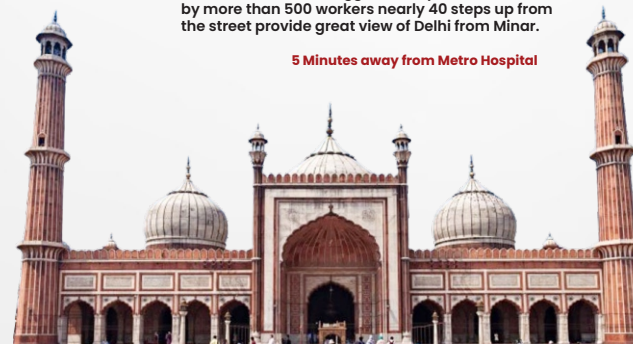 by more than 500 workers nearly 40 steps up from
the street provide great view of Delhi from Minar.
5 Minutes away from Metro Hospital